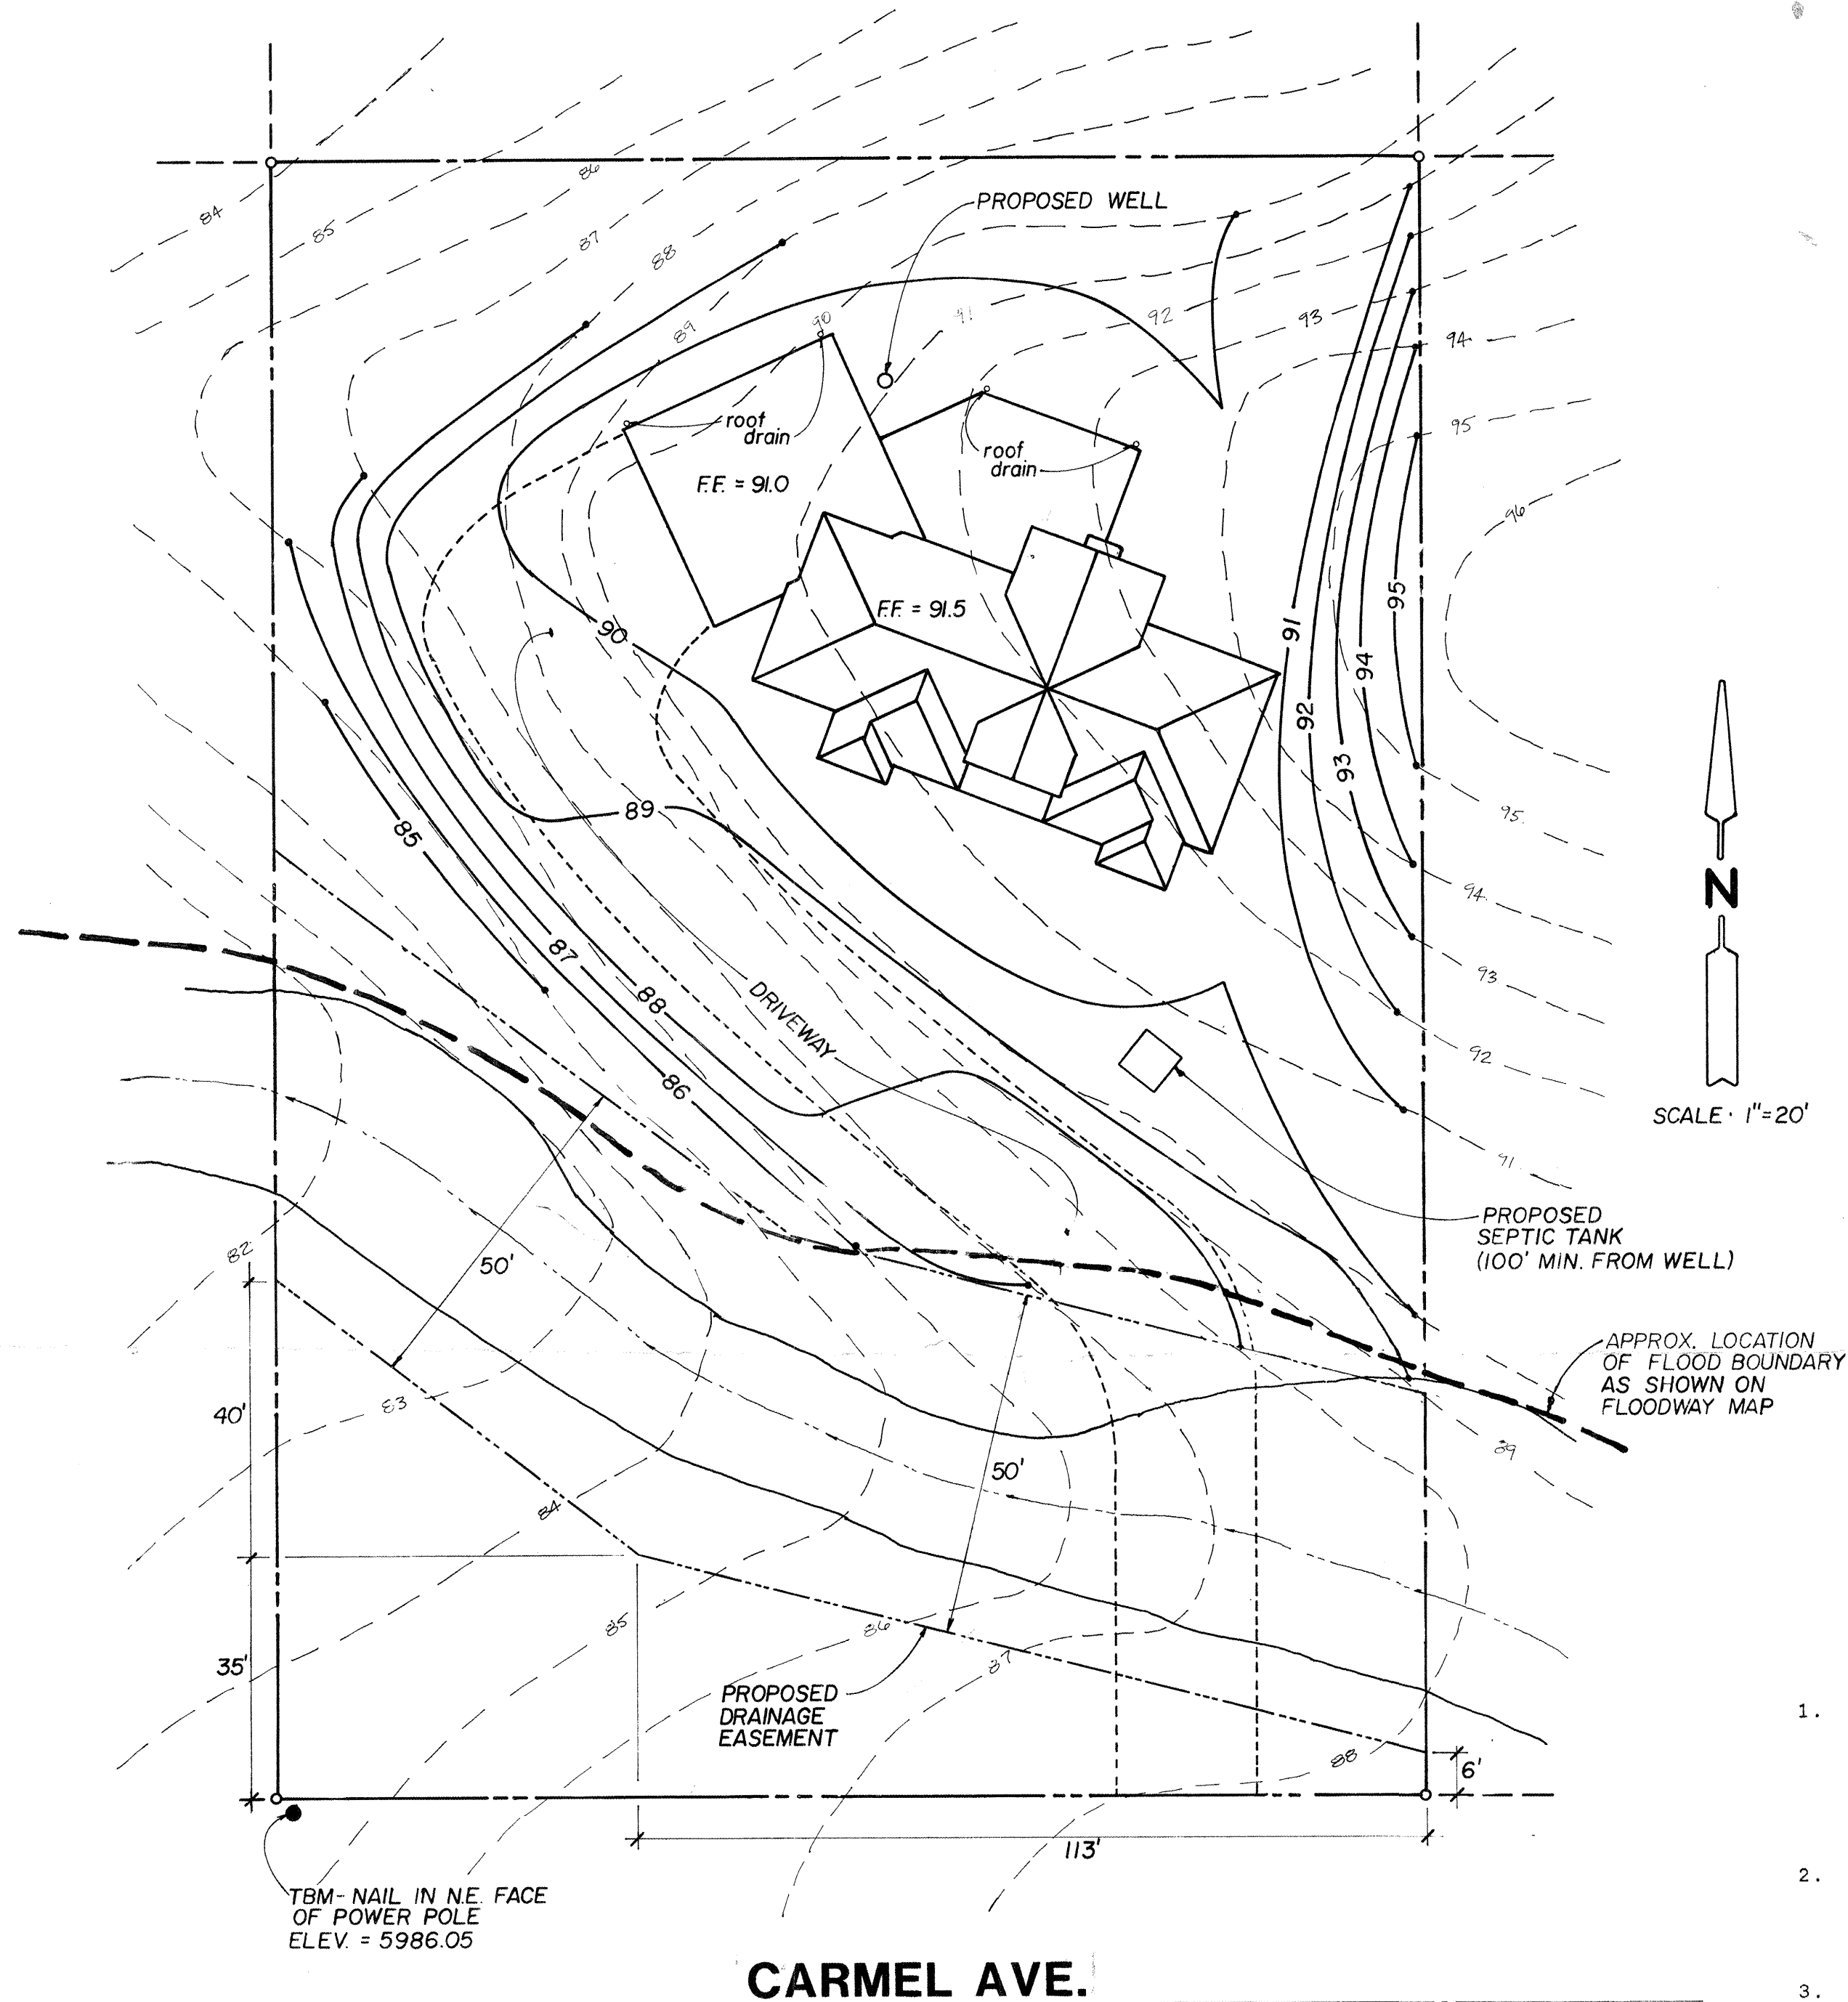 84
86
85
87
88
PROPOSED WELL
89
90
91
92
93
94
95
96
roof
drain
roof
drain
F.F. = 91.0
F.F. = 91.5
90
91
95
94
92
93
89
85
95
94
87
88
N
93
DRIVEWAY
92
86
SCALE · 1"=20'
91
PROPOSED
SEPTIC TANK
(100' MIN. FROM WELL)
82
50'
APPROX. LOCATION
OF FLOOD BOUNDARY
AS SHOWN ON
FLOODWAY MAP
83
40'
89
50'
84
85
86
87
35'
PROPOSED
DRAINAGE
EASEMENT
88
6'
1.
113'
2.
TBM- NAIL IN N.E. FACE
OF POWER POLE
ELEV. = 5986.05
CARMEL AVE.
3.